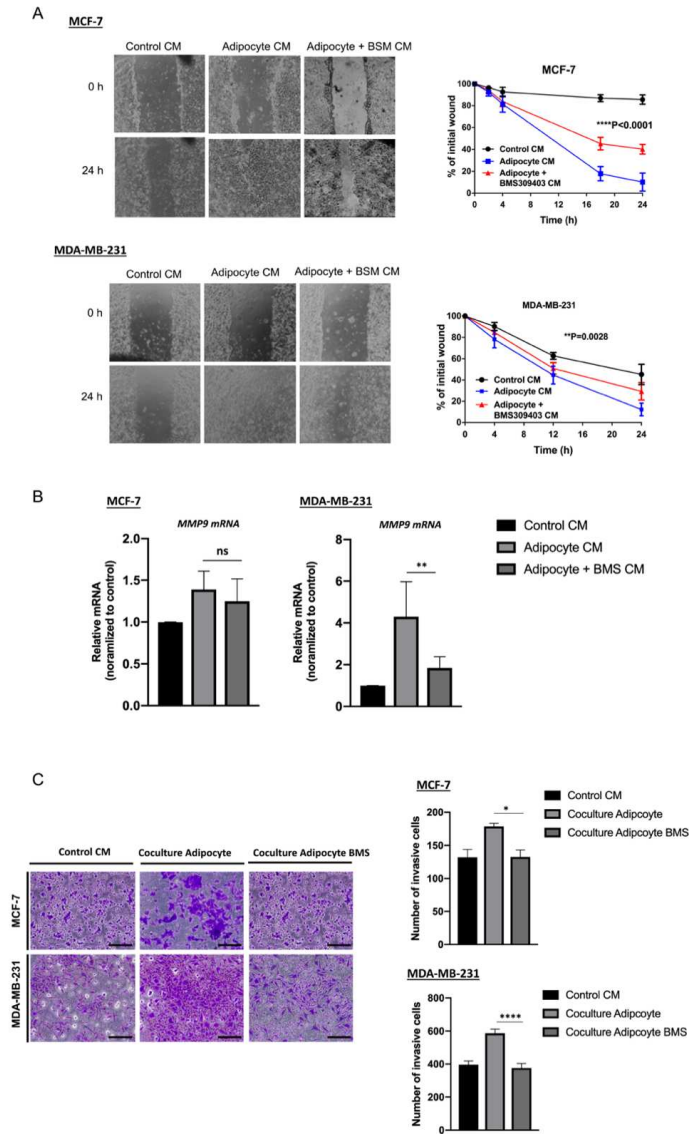 A
MCF-7
Control CM
Adipocyte CM
Adipocyte + BSM CM
0 h
24 h
MCF-7
% of initial wound
100
80
60
40
20
0
****P<0.0001
Control CM
Adipocyte CM
Adipocyte +
BMS309403 CM
0 4 8 12 16 20 24
Time (h)
MDA-MB-231
Control CM
Adipocyte CM
Adipocyte + BSM CM
0 h
24 h
MDA-MB-231
% of initial wound
100
80
60
40
20
0
**P=0.0028
Control CM
Adipocyte CM
Adipocyte +
BMS309403 CM
0 4 12 24
Time (h)
B
MCF-7
MMP9 mRNA
Relative mRNA
(noramlized to control)
2.0
1.5
1.0
0.5
0.0
ns
MDA-MB-231
MMP9 mRNA
Relative mRNA
(noramlized to control)
8
6
4
2
0
**
Control CM
Adipocyte CM
Adipocyte + BMS CM
C
Control CM
Coculture Adipocyte
Coculture Adipocyte BMS
MCF-7
MDA-MB-231
MCF-7
Number of invasive cells
200
150
100
50
0
*
Control CM
Coculture Adipcoyte
Coculture Adipcoyte BMS
MDA-MB-231
Number of invasive cells
800
600
400
200
0
****
Control CM
Coculture Adipcoyte
Coculture Adipcoyte BMS